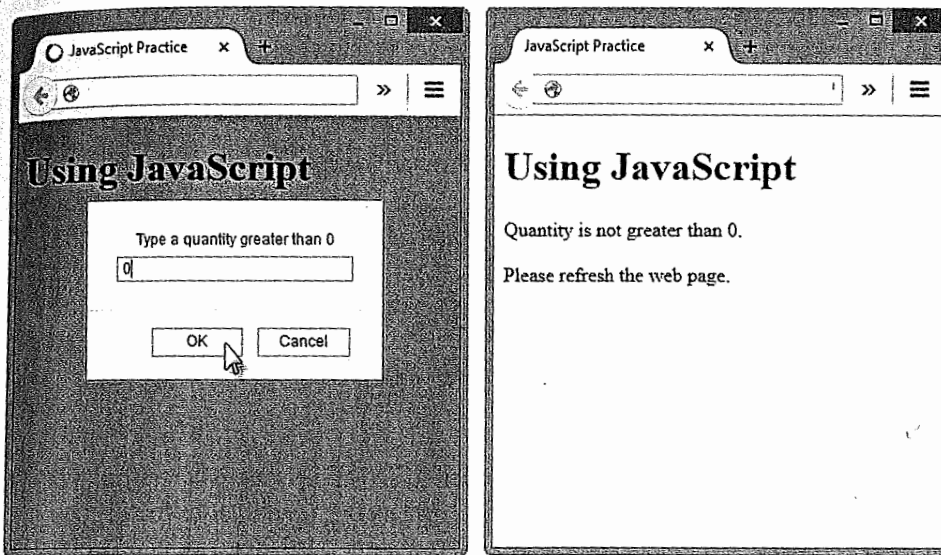 JavaScript Practice
Using JavaScript
Type a quantity greater than 0
0
OK
Cancel
JavaScript Practice
Using JavaScript
Quantity is not greater than 0.
Please refresh the web page.